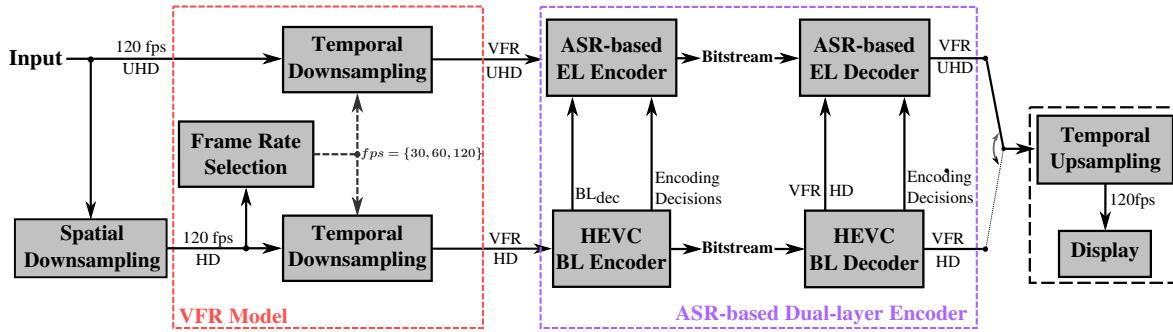 Input
120 fps
UHD
Temporal
Downsampling
VFR
UHD
ASR-based
EL Encoder
Bitstream
ASR-based
EL Decoder
VFR
UHD
Frame Rate
Selection
fps = {30, 60, 120}
Temporal
Upsampling
BLdec
Encoding
Decisions
VFR
HD
Encoding
Decisions
120fps
Spatial
Downsampling
120 fps
HD
Temporal
Downsampling
VFR
HD
HEVC
BL Encoder
Bitstream
HEVC
BL Decoder
VFR
HD
Display
VFR Model
ASR-based Dual-layer Encoder